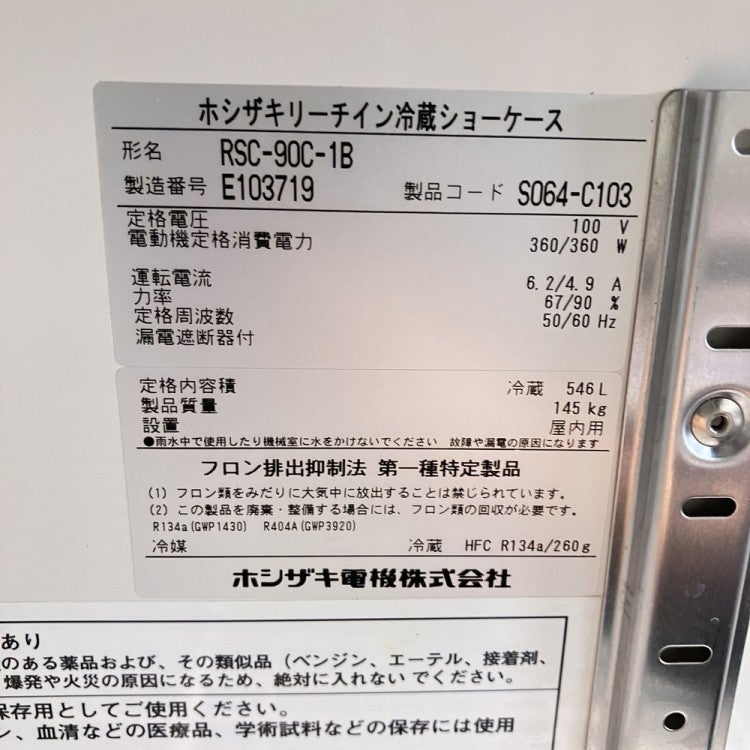 ホシザキリーチイン冷蔵ショーケース
形名 RSC-90C-1B
製造番号 E103719 製品コード S064-C103
定格電圧 100 V
電動機定格消費電力 360/360 W
運転電流 6.2/4.9 A
力率 67/90 %
定格周波数 50/60 Hz
漏電遮断器付
定格内容積 冷蔵 546 L
製品質量 145 kg
設置 屋内用
●雨水中で使用したり機械室に水をかけないでください 故障や漏電の原因になります
フロン排出抑制法 第一種特定製品
(1) フロン類をみだりに大気中に放出することは禁じられています。
(2) この製品を廃棄・整備する場合には、フロン類の回収が必要です。
R134a(GWP1430) R404A(GWP3920)
冷媒 冷蔵 HFC R134a/260g
ホシザキ電機株式会社
あり
のある薬品および、その類似品（ベンジン、エーテル、接着剤、
爆発や火災の原因になるため、絶対に入れないでください。
保存用としてご使用ください。
ン、血清などの医療品、学術試料などの保存には使用